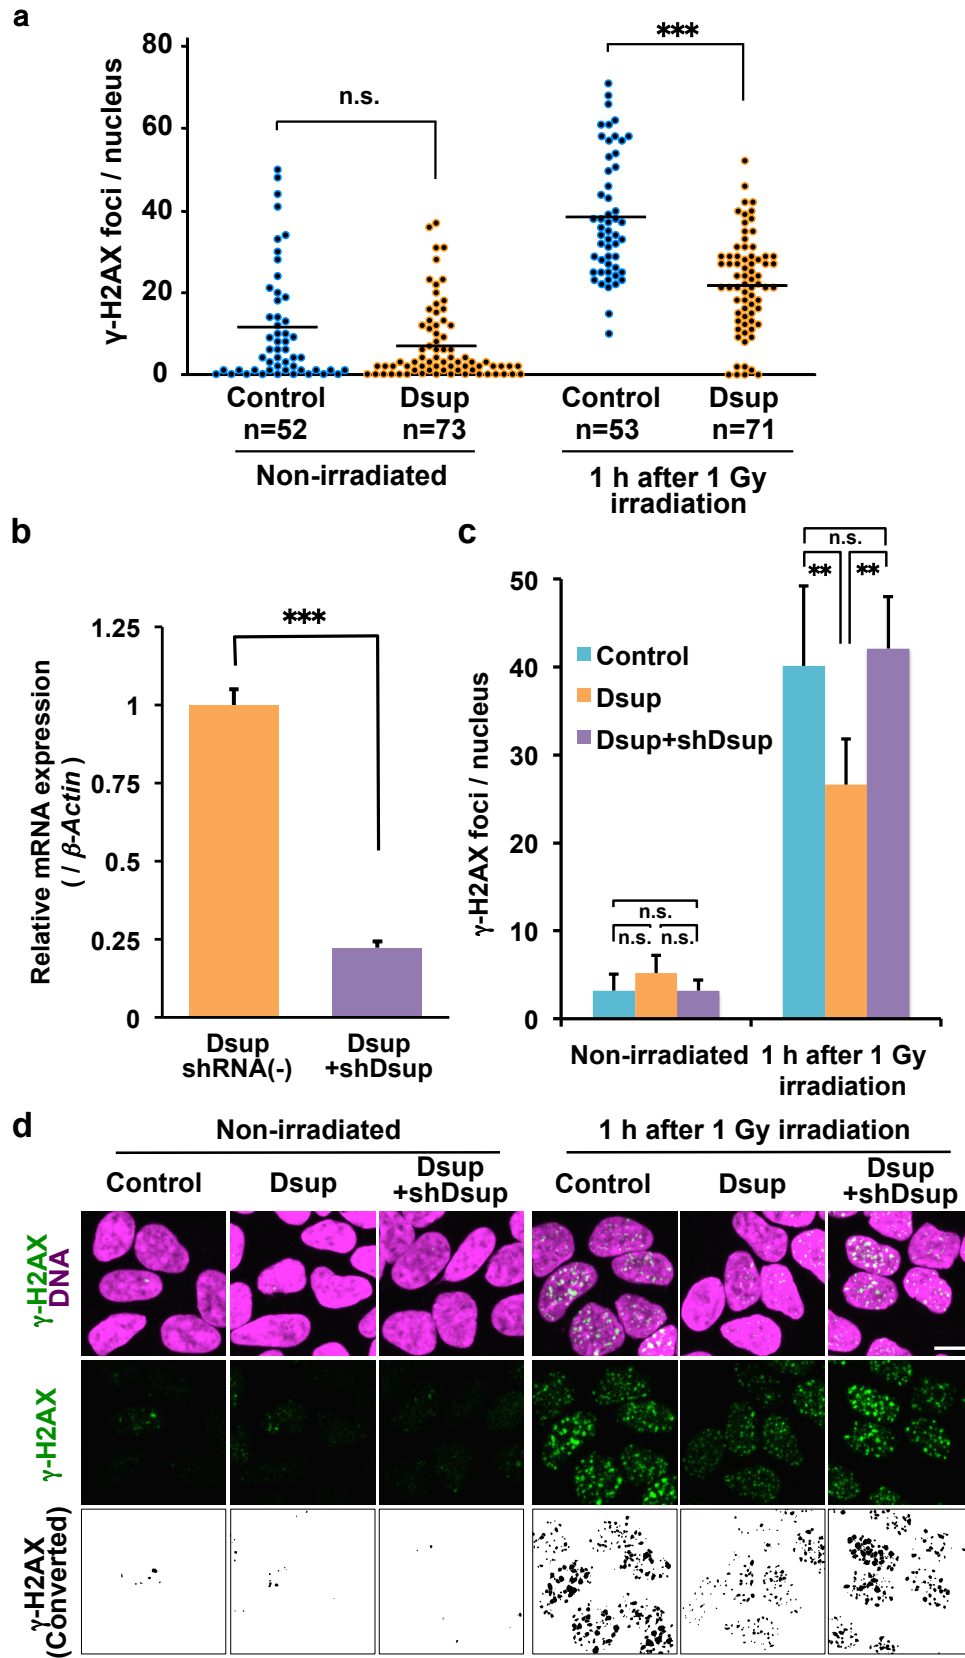 a
γ-H2AX foci / nucleus
80
60
40
20
0
n.s.
***
Control
n=52
Dsup
n=73
Control
n=53
Dsup
n=71
Non-irradiated
1 h after 1 Gy
irradiation
b
Relative mRNA expression
( / β-Actin )
1.25
1
0.75
0.5
0.25
0
***
Dsup
shRNA(-)
Dsup
+shDsup
c
γ-H2AX foci / nucleus
50
40
30
20
10
0
Control
Dsup
Dsup+shDsup
n.s.
n.s.
n.s.
n.s.
**
**
Non-irradiated
1 h after 1 Gy
irradiation
d
Non-irradiated
1 h after 1 Gy irradiation
Control
Dsup
Dsup
+shDsup
Control
Dsup
Dsup
+shDsup
γ-H2AX
DNA
γ-H2AX
γ-H2AX
(Converted)